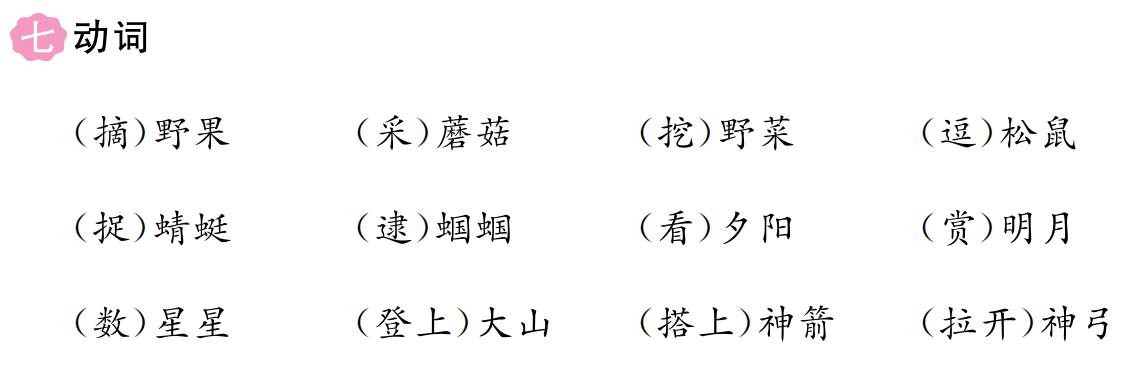 七 动词
（摘）野果 （采）蘑菇 （挖）野菜 （逗）松鼠
（捉）蜻蜓 （逮）蝈蝈 （看）夕阳 （赏）明月
（数）星星 （登上）大山 （搭上）神箭 （拉开）神弓